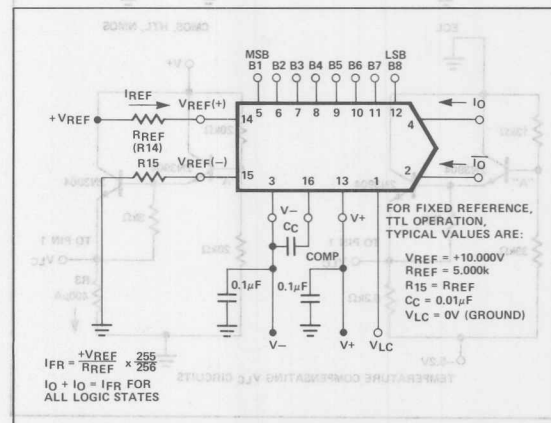 MSB LSB
B1 B2 B3 B4 B5 B6 B7 B8
IREF
+VREF
VREF(+)
RREF
(R14)
R15
VREF(-)
14 5 6 7 8 9 10 11 12
4
IO
15
2
IO
3 16 13 1
V-
V+
CC
COMP
0.1µF
0.1µF
V-
V+
VLC
FOR FIXED REFERENCE,
TTL OPERATION,
TYPICAL VALUES ARE:
VREF = +10.000V
RREF = 5.000k
R15 = RREF
CC = 0.01µF
VLC = 0V (GROUND)
IFR = +VREF / RREF x 255 / 256
IO + IO = IFR FOR
ALL LOGIC STATES